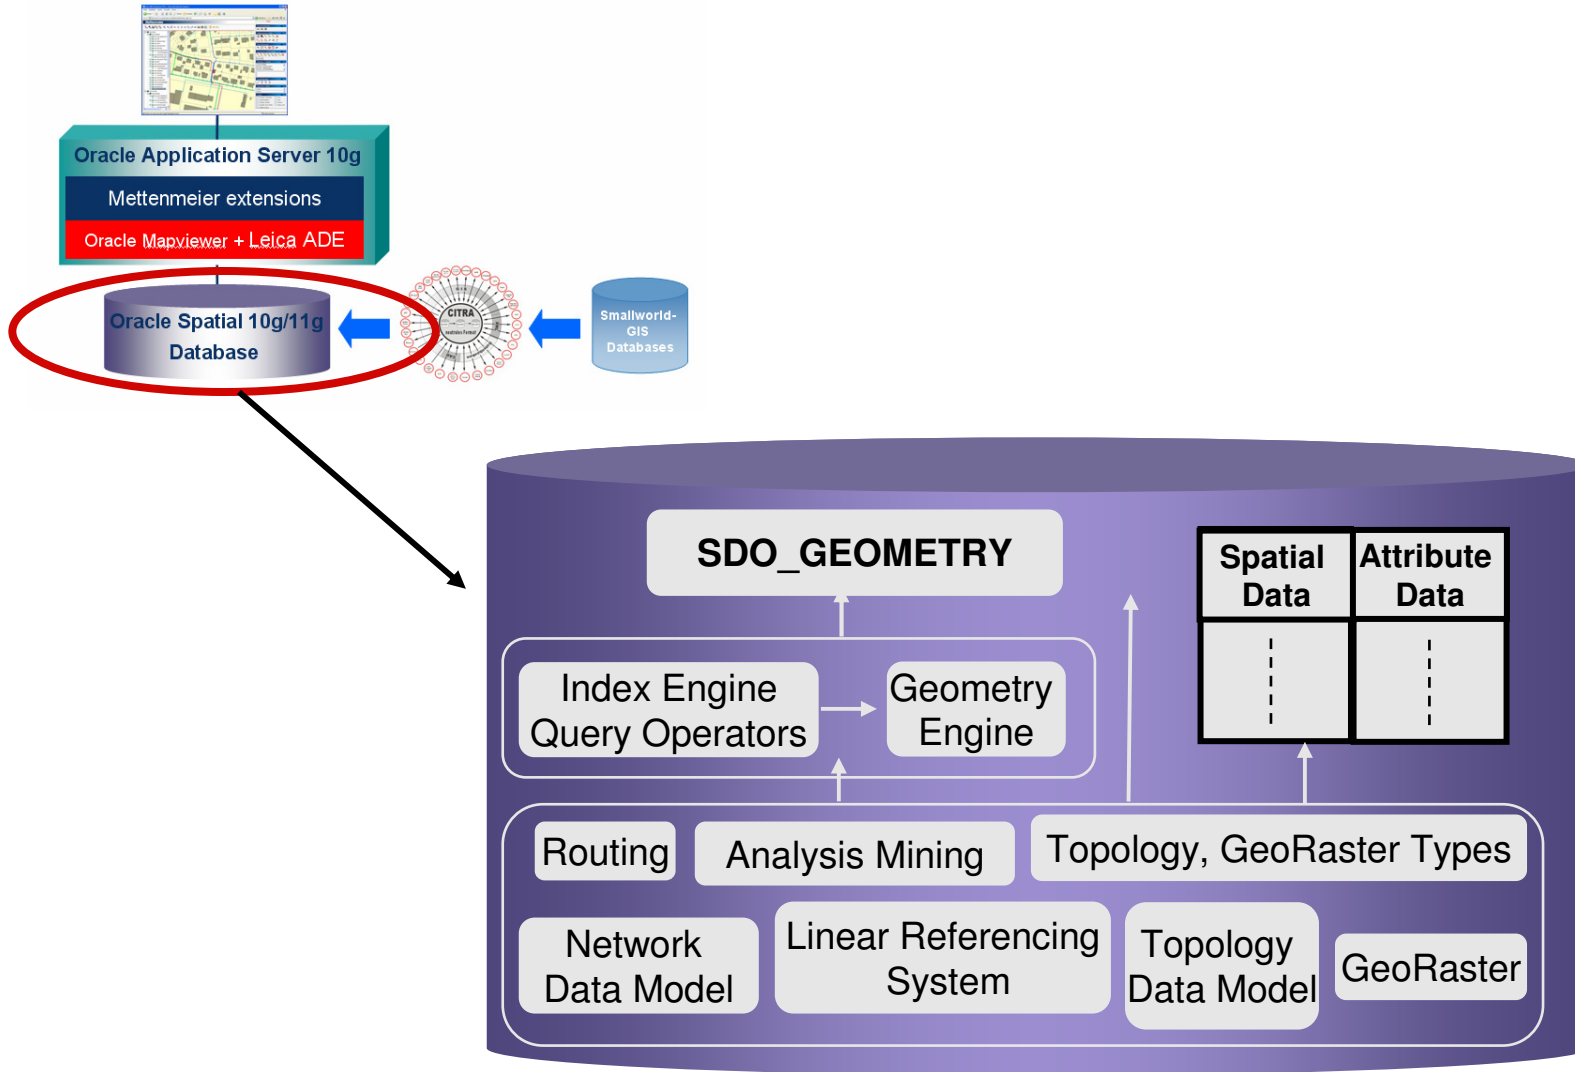 Oracle Application Server 10g
Mettenmeier extensions
Oracle Mapviewer + Leica ADE
Oracle Spatial 10g/11g
Database
CITRA
neutrales Format
Smallworld-
GIS
Databases
SDO_GEOMETRY
Spatial
Data
Attribute
Data
Index Engine
Query Operators
Geometry
Engine
Routing
Analysis Mining
Topology, GeoRaster Types
Network
Data Model
Linear Referencing
System
Topology
Data Model
GeoRaster